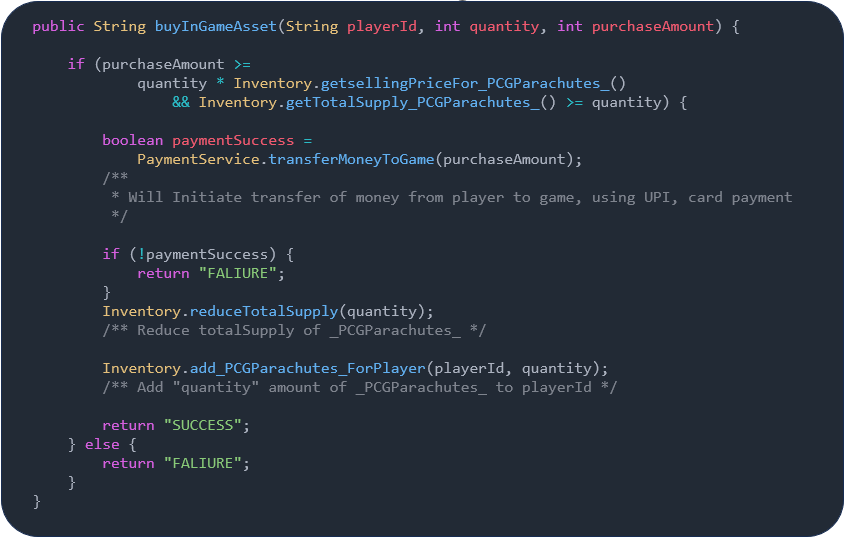 public String buyInGameAsset(String playerId, int quantity, int purchaseAmount) {
if (purchaseAmount >=
quantity * Inventory.getsellingPriceFor_PCGParachutes_()
&& Inventory.getTotalSupply_PCGParachutes_() >= quantity) {
boolean paymentSuccess =
PaymentService.transferMoneyToGame(purchaseAmount);
/**
* Will Initiate transfer of money from player to game, using UPI, card payment
*/
if (!paymentSuccess) {
return "FALIURE";
}
Inventory.reduceTotalSupply(quantity);
/** Reduce totalSupply of _PCGParachutes_ */
Inventory.add_PCGParachutes_ForPlayer(playerId, quantity);
/** Add "quantity" amount of _PCGParachutes_ to playerId */
return "SUCCESS";
} else {
return "FALIURE";
}
}